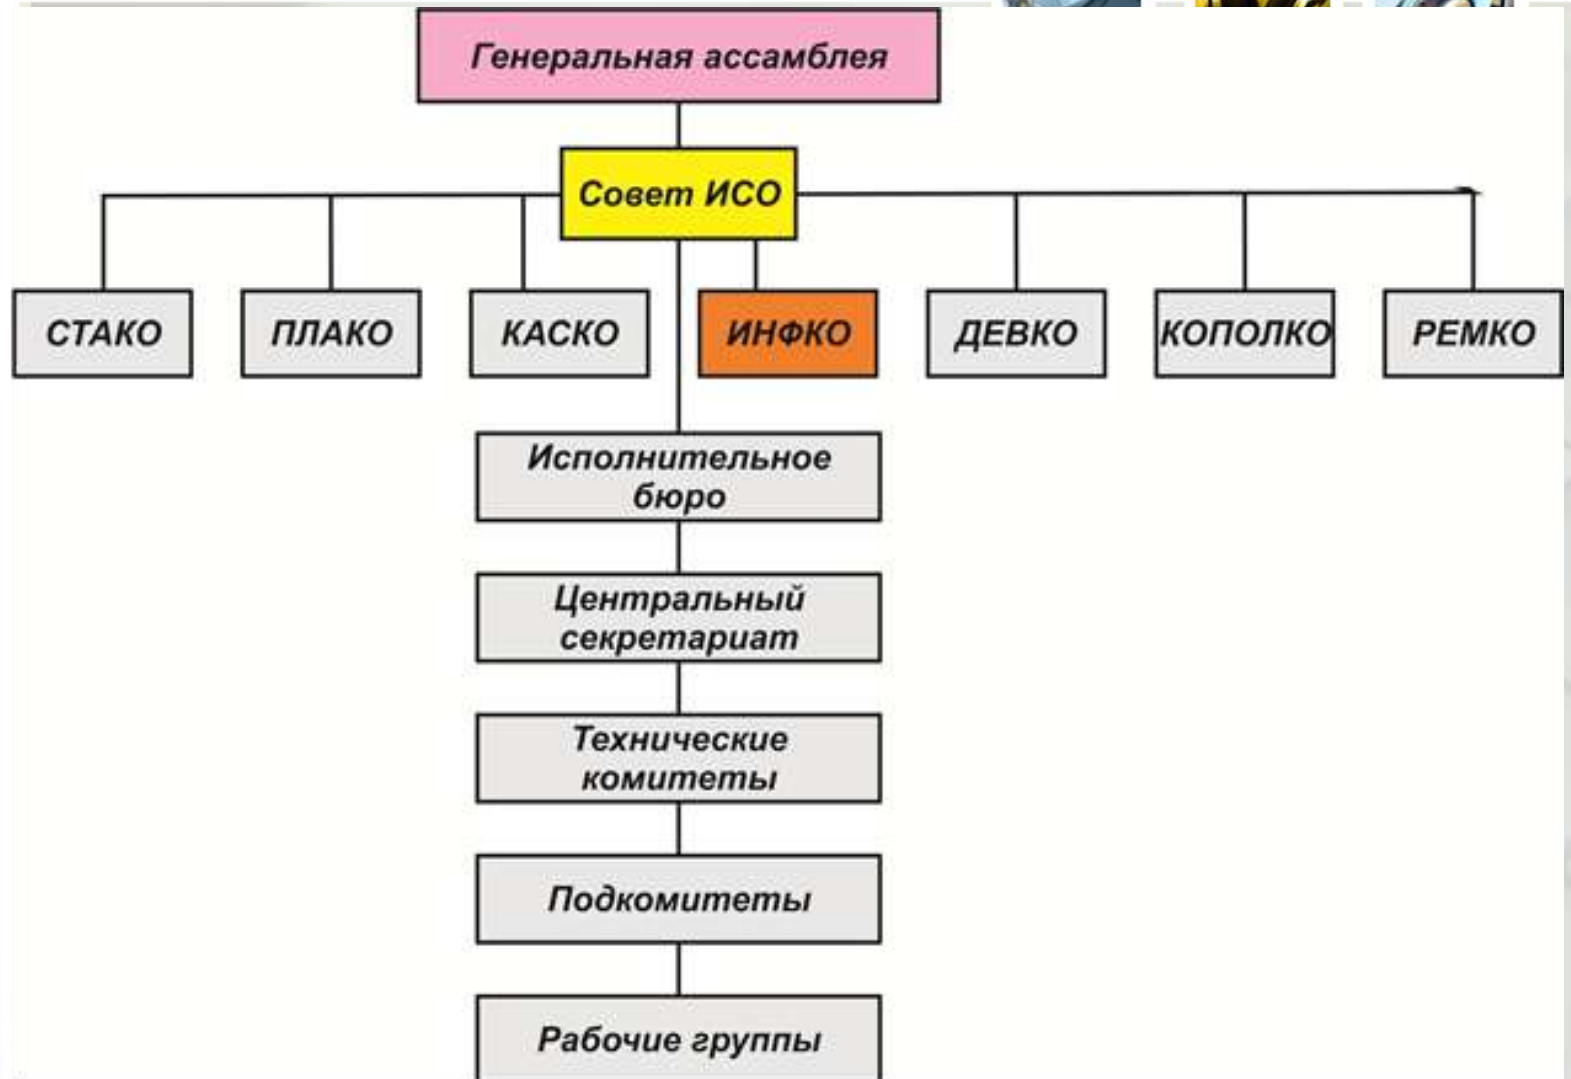 Генеральная ассамблея
Совет ИСО
СТАКО
ПЛАКО
КАСКО
ИНФКО
ДЕВКО
КОПОЛКО
РЕМКО
Исполнительное
бюро
Центральный
секретариат
Технические
комитеты
Подкомитеты
Рабочие группы